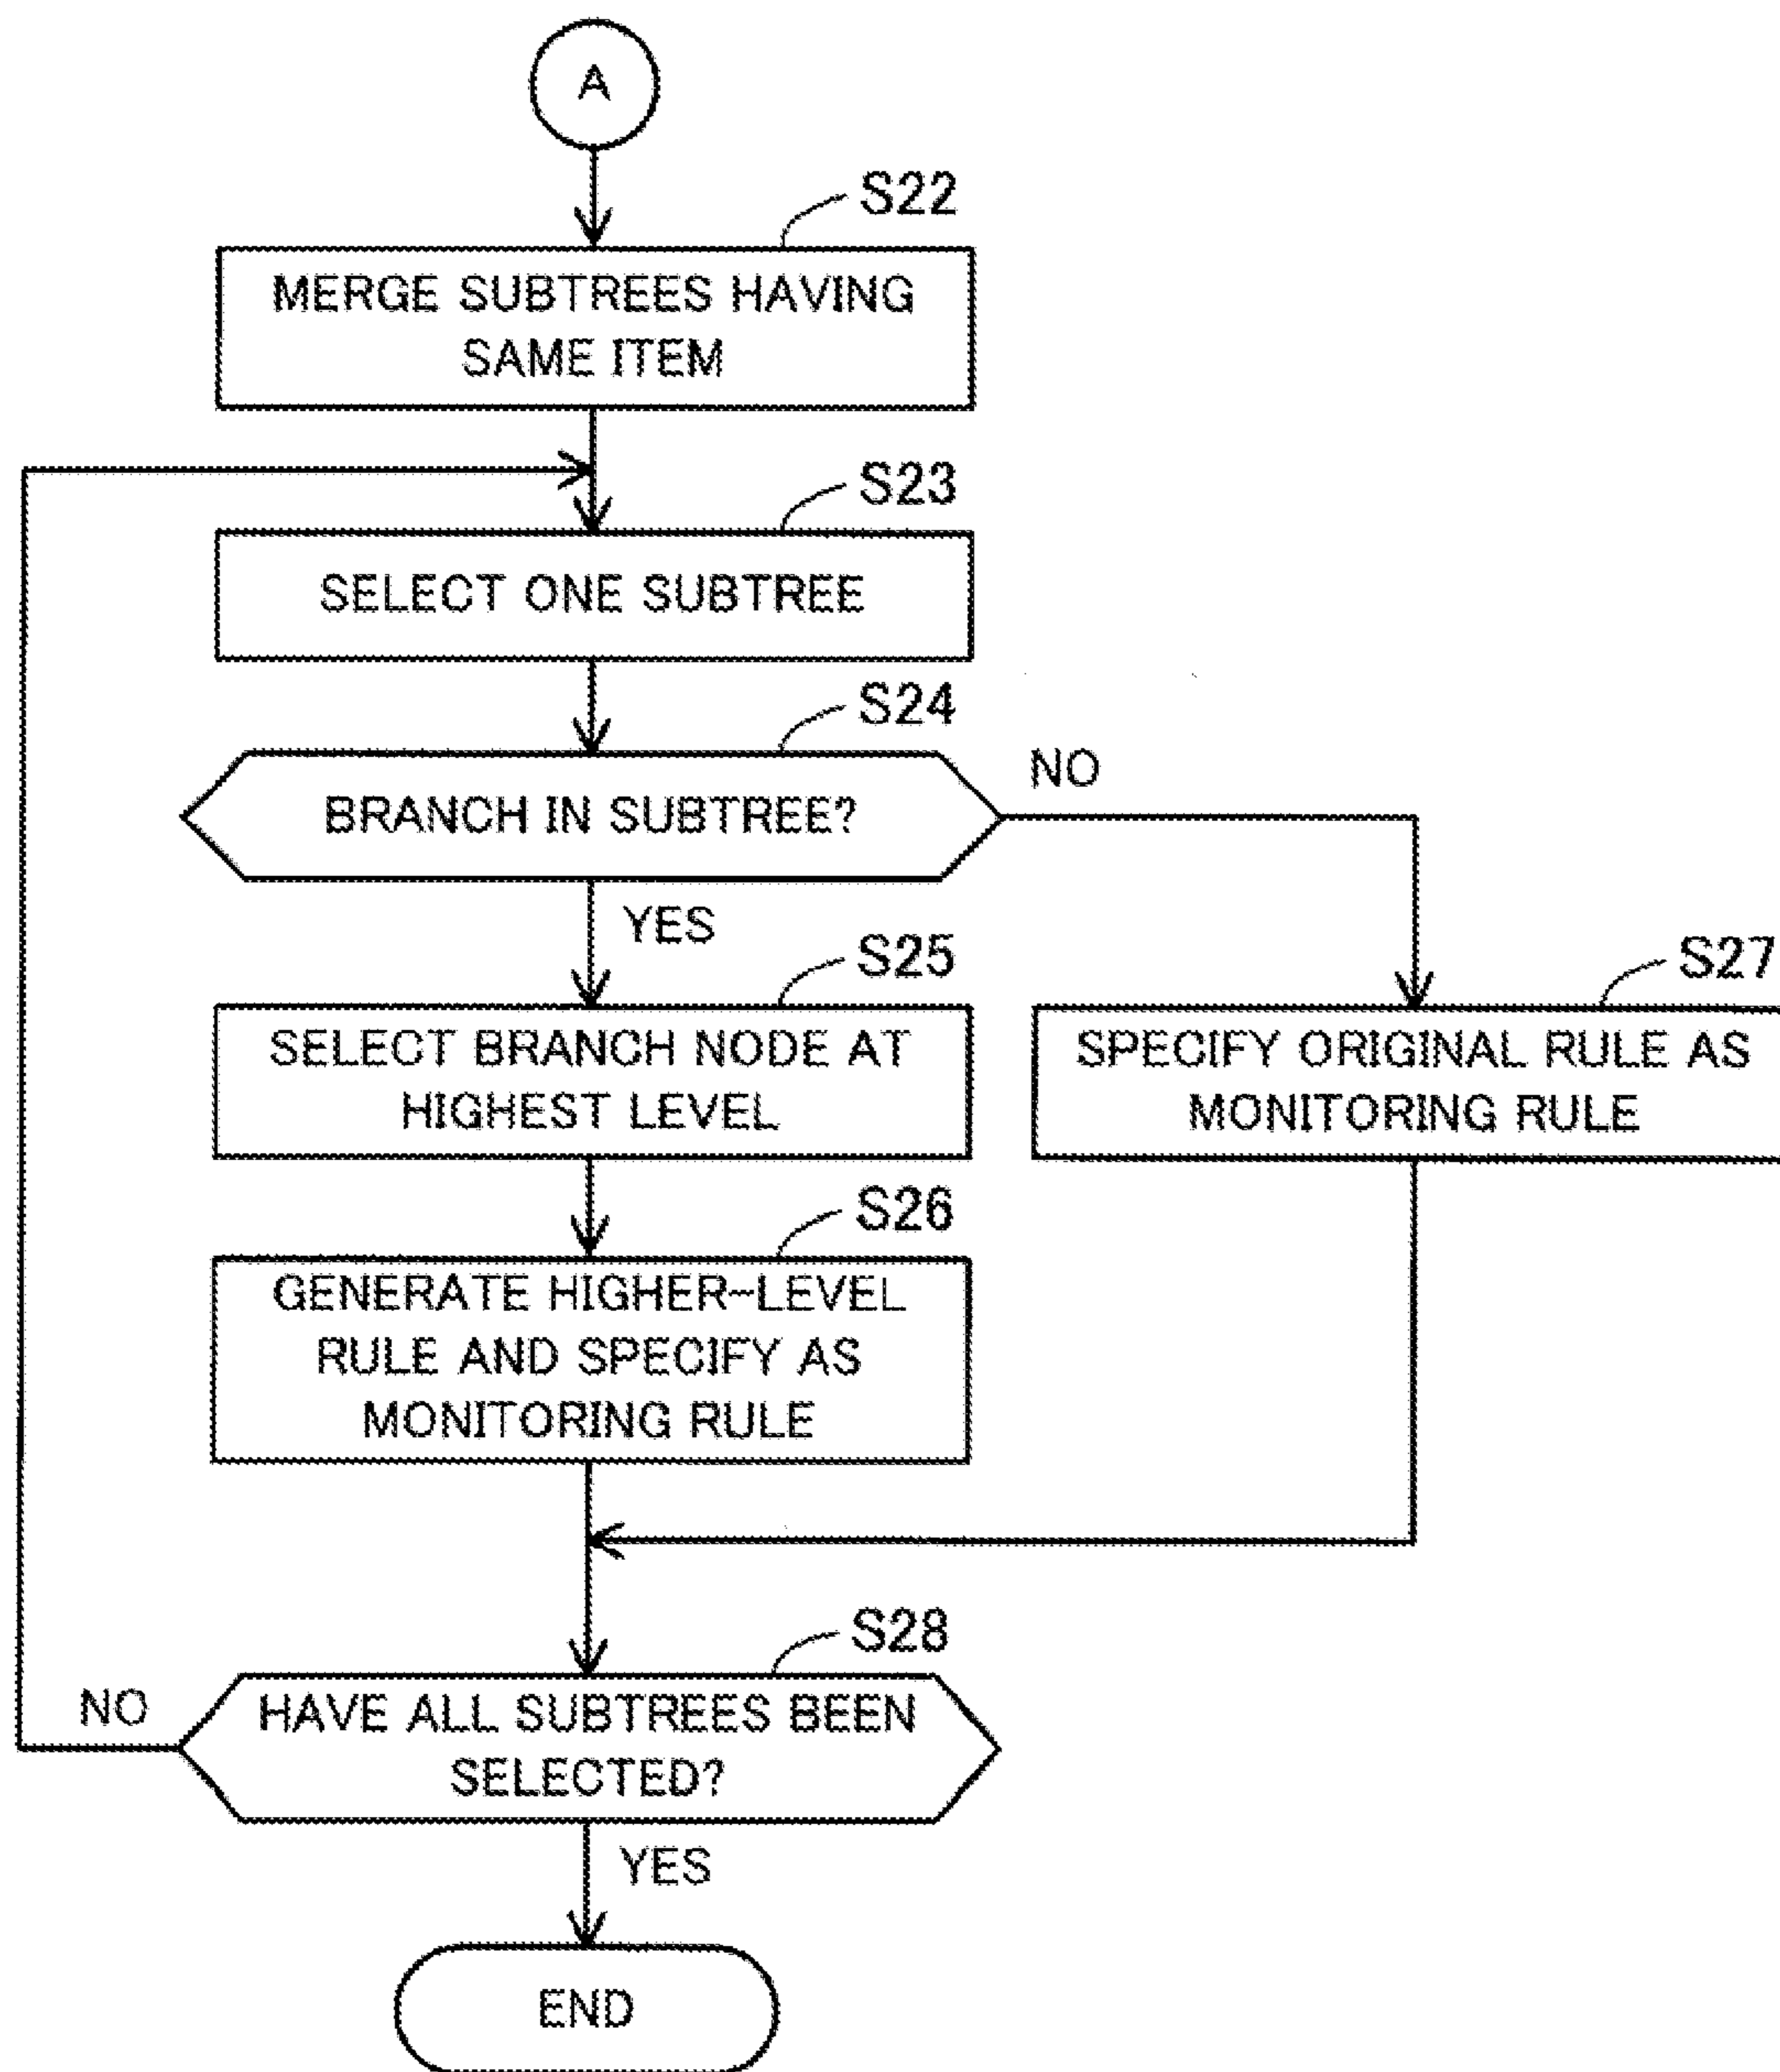 A
S22
MERGE SUBTREES HAVING
SAME ITEM
S23
SELECT ONE SUBTREE
S24
BRANCH IN SUBTREE?
NO
YES
S25
SELECT BRANCH NODE AT
HIGHEST LEVEL
S27
SPECIFY ORIGINAL RULE AS
MONITORING RULE
S26
GENERATE HIGHER-LEVEL
RULE AND SPECIFY AS
MONITORING RULE
S28
HAVE ALL SUBTREES BEEN
SELECTED?
NO
YES
END